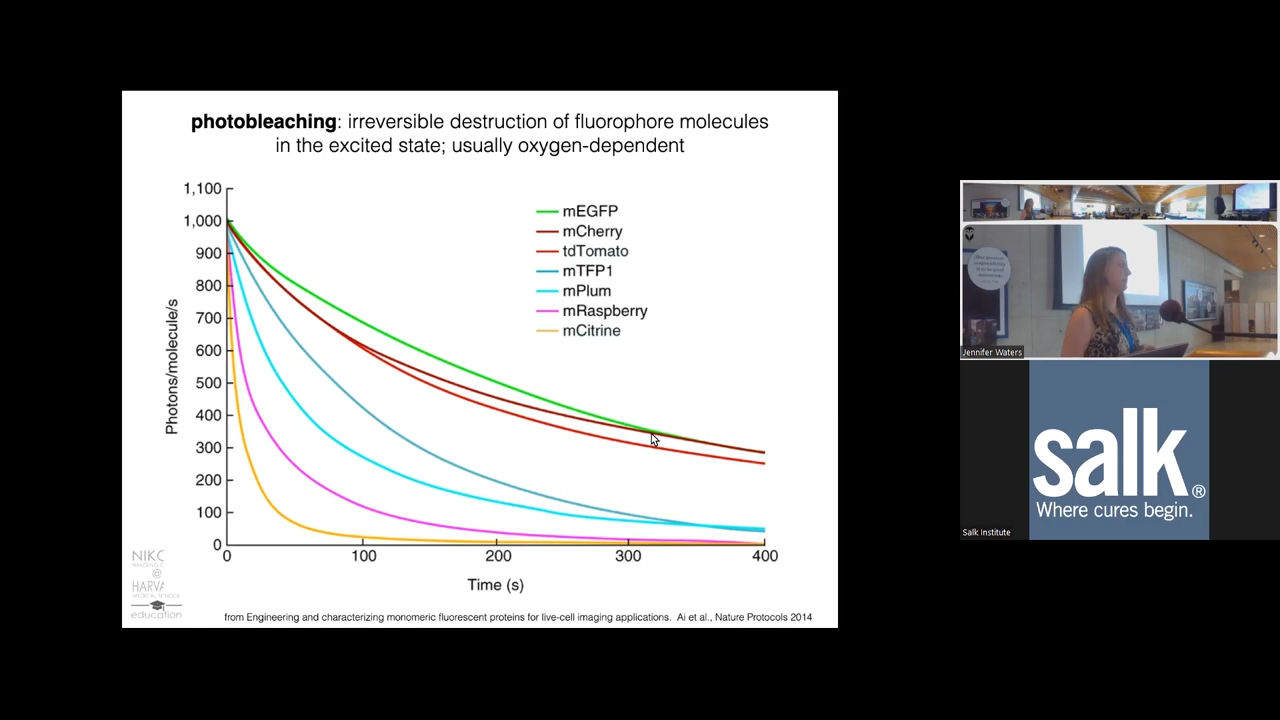 photobleaching: irreversible destruction of fluorophore molecules
in the excited state; usually oxygen-dependent
1,100
1,000
900
800
700
600
500
400
300
200
100
0
Photons/molecule/s
mEGFP
mCherry
tdTomato
mTFP1
mPlum
mRaspberry
mCitrine
0 100 200 300 400
Time (s)
NIKC
@
HARVA
education
from Engineering and characterizing monomeric fluorescent proteins for live-cell imaging applications. Ai et al., Nature Protocols 2014
Jennifer Waters
salk®
Where cures begin.
Salk Institute